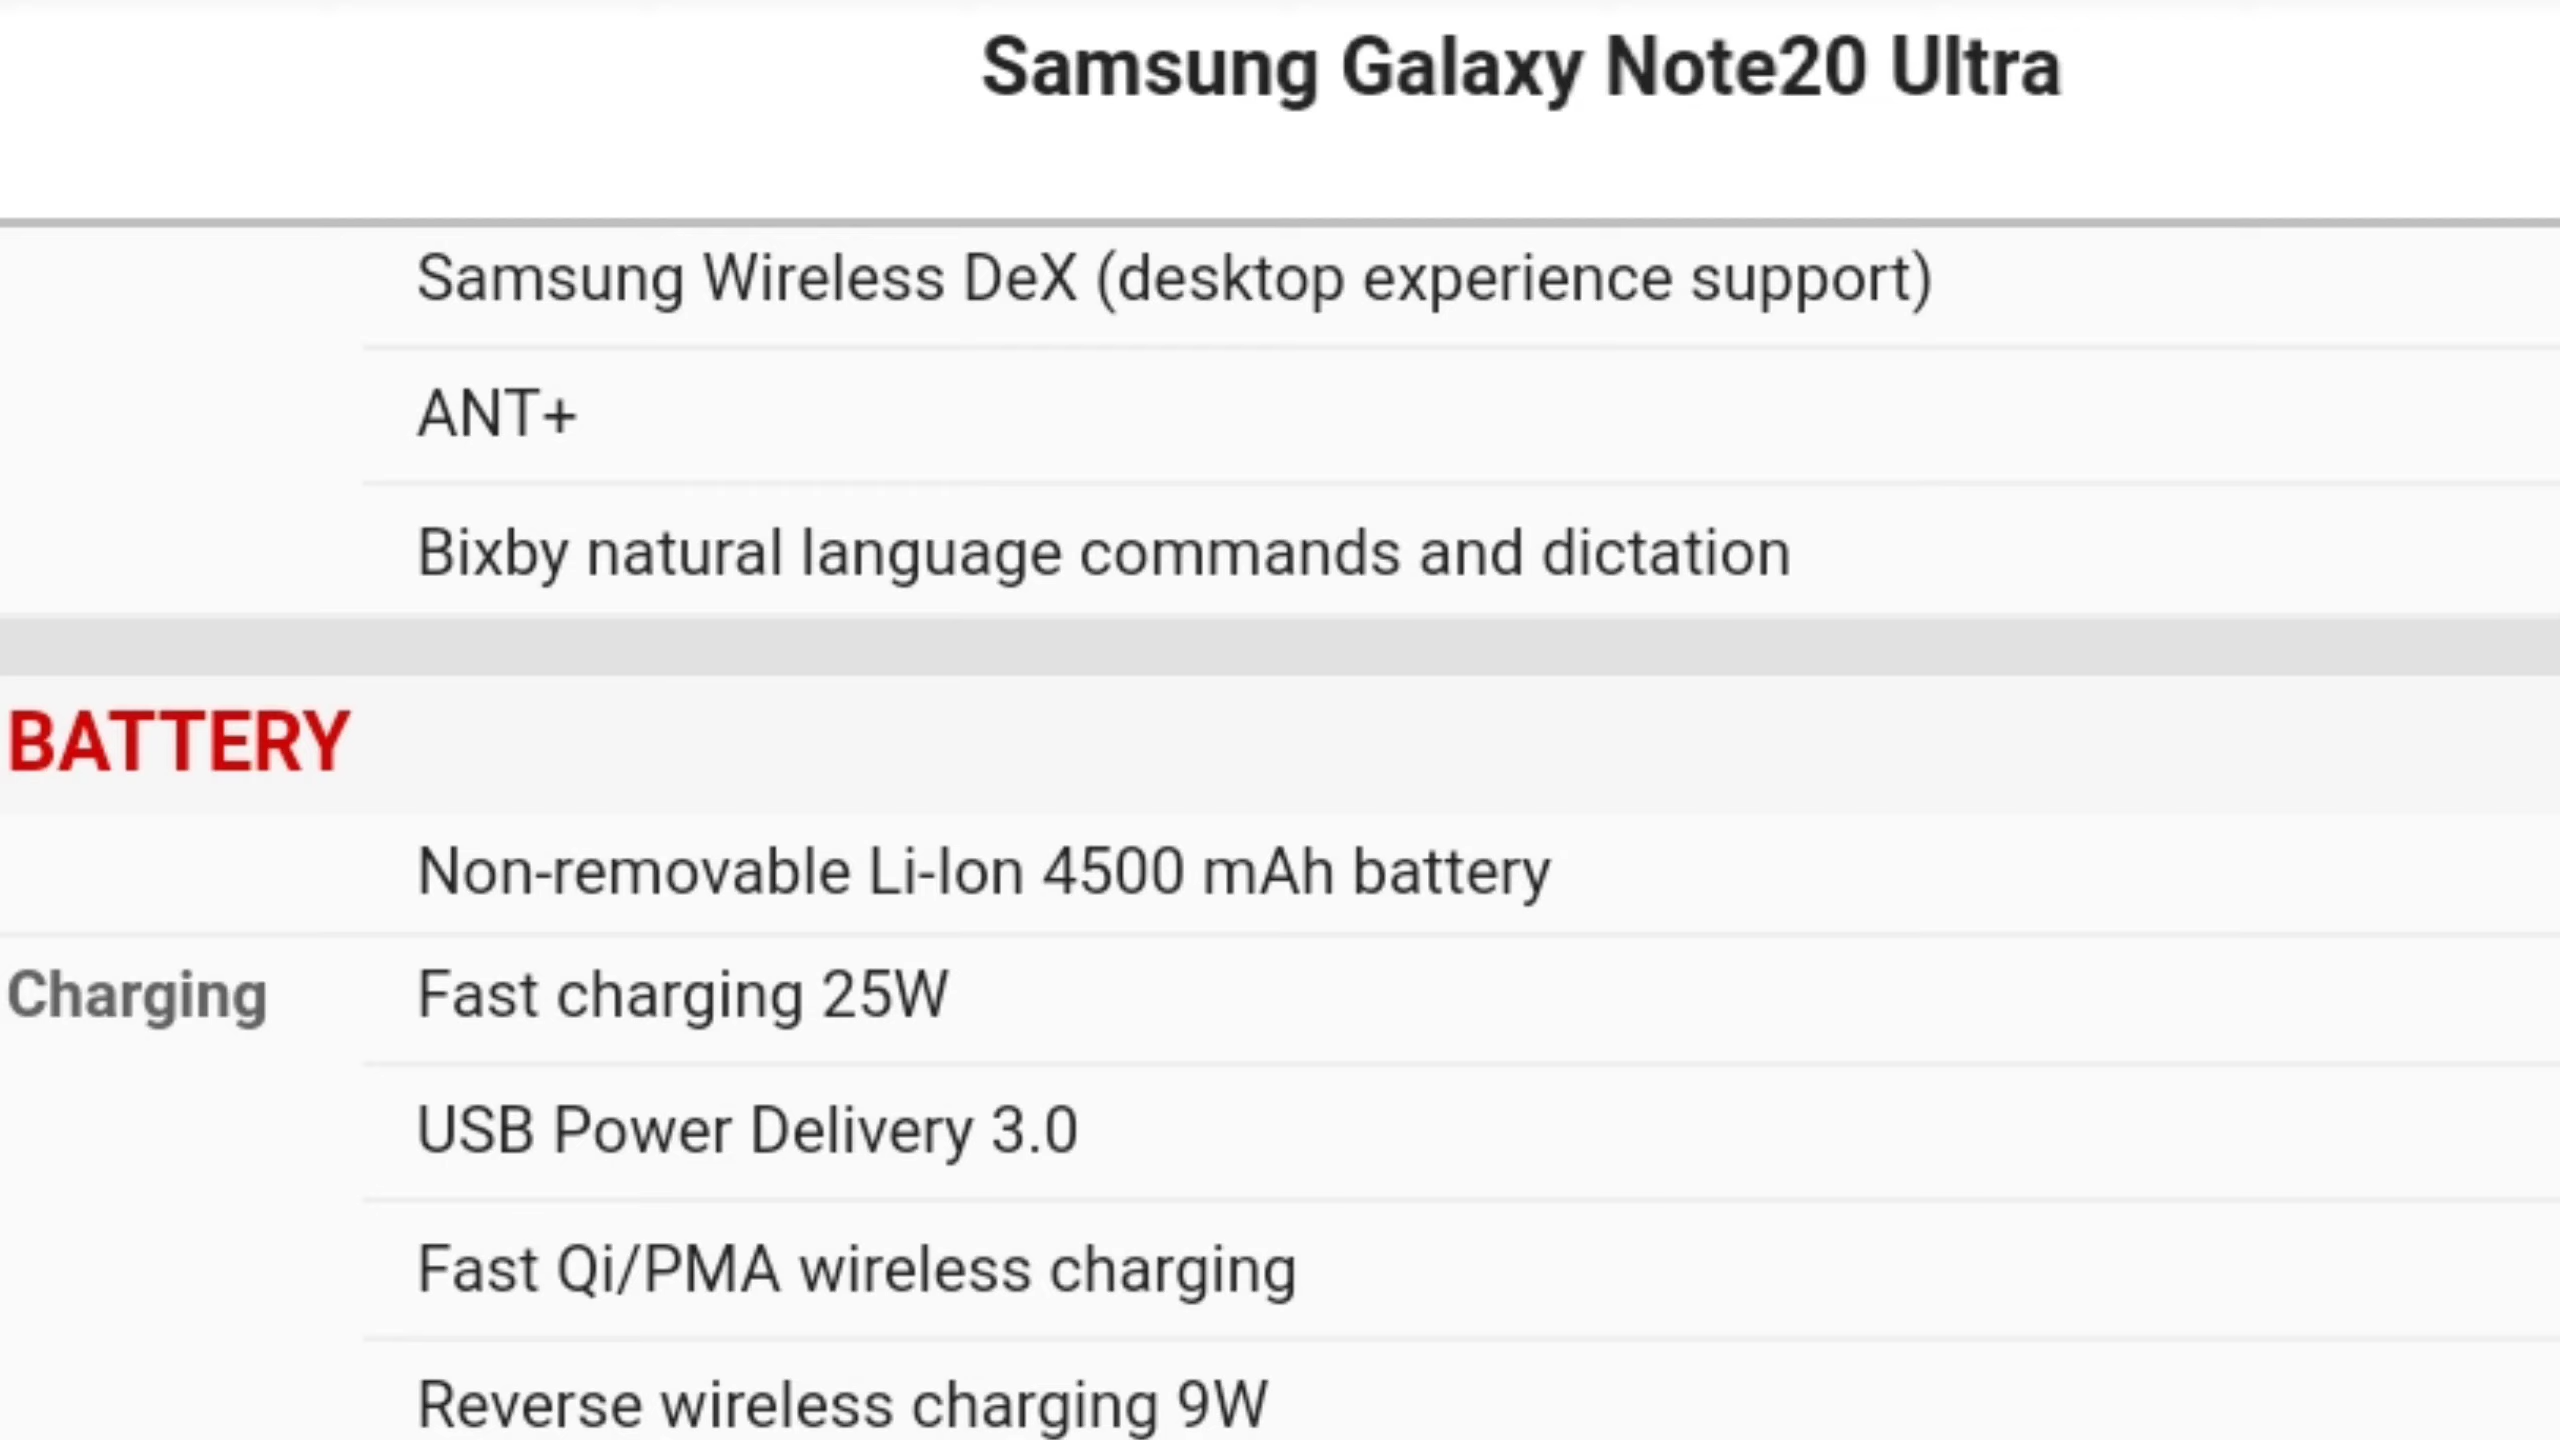 Samsung Galaxy Note20 Ultra
Samsung Wireless DeX (desktop experience support)
ANT+
Bixby natural language commands and dictation
BATTERY
Non-removable Li-Ion 4500 mAh battery
Charging Fast charging 25W
USB Power Delivery 3.0
Fast Qi/PMA wireless charging
Reverse wireless charging 9W